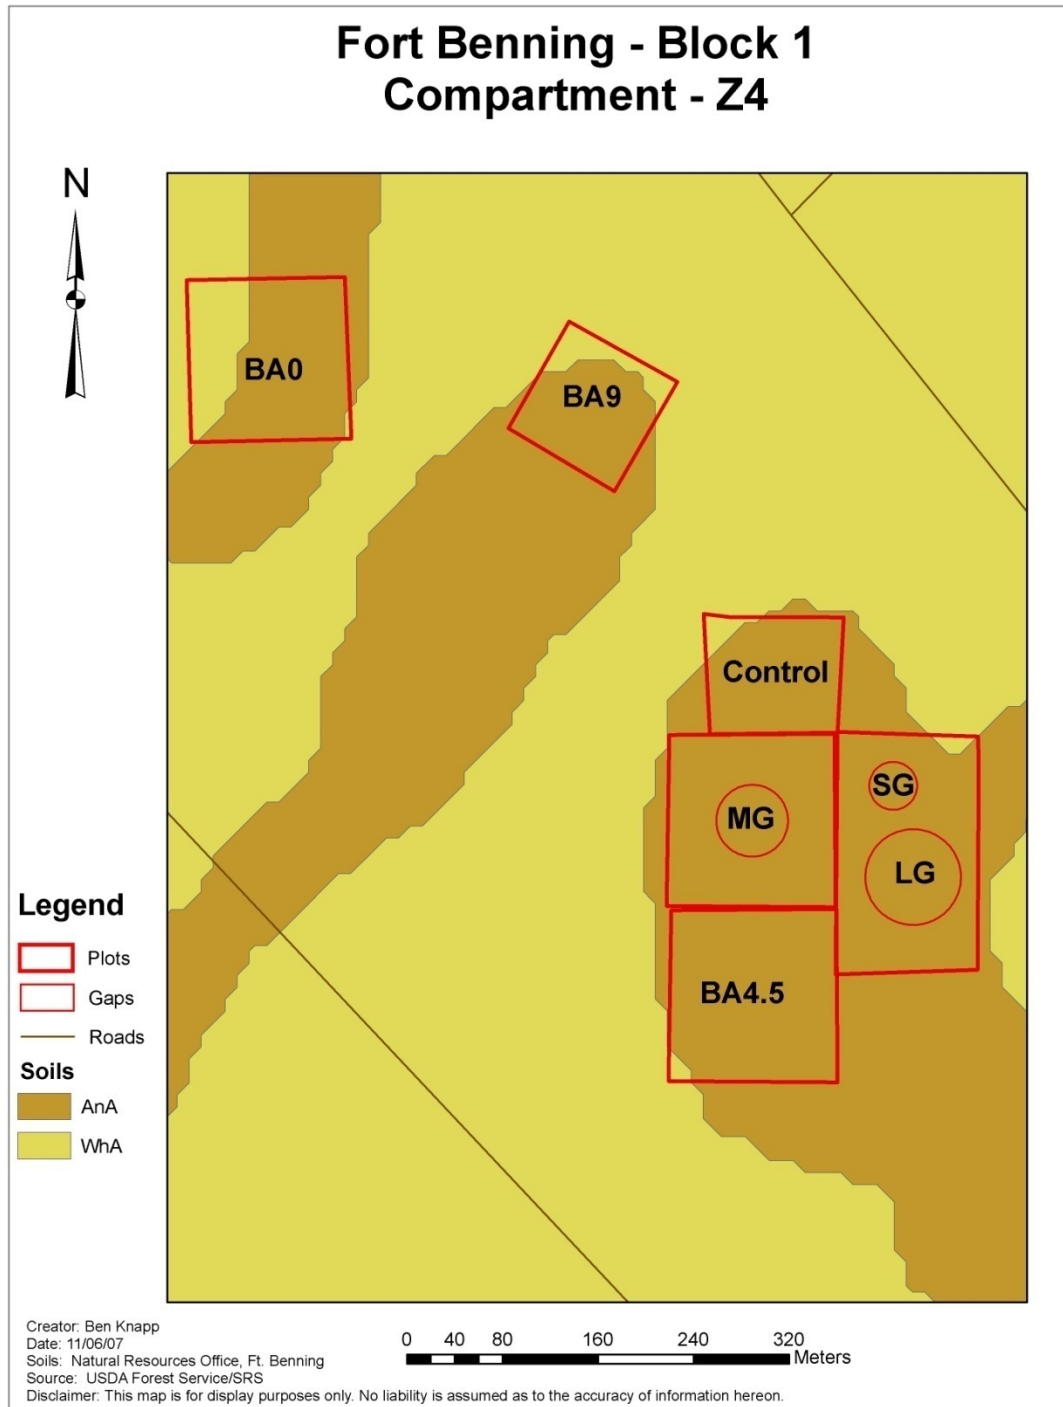 Fort Benning - Block 1
Compartment - Z4
N
BA0
BA9
Control
SG
MG
LG
BA4.5
Legend
Plots
Gaps
Roads
Soils
AnA
WhA
Creator: Ben Knapp
Date: 11/06/07
Soils: Natural Resources Office, Ft. Benning
Source: USDA Forest Service/SRS
Disclaimer: This map is for display purposes only. No liability is assumed as to the accuracy of information hereon.
0 40 80 160 240 320
Meters